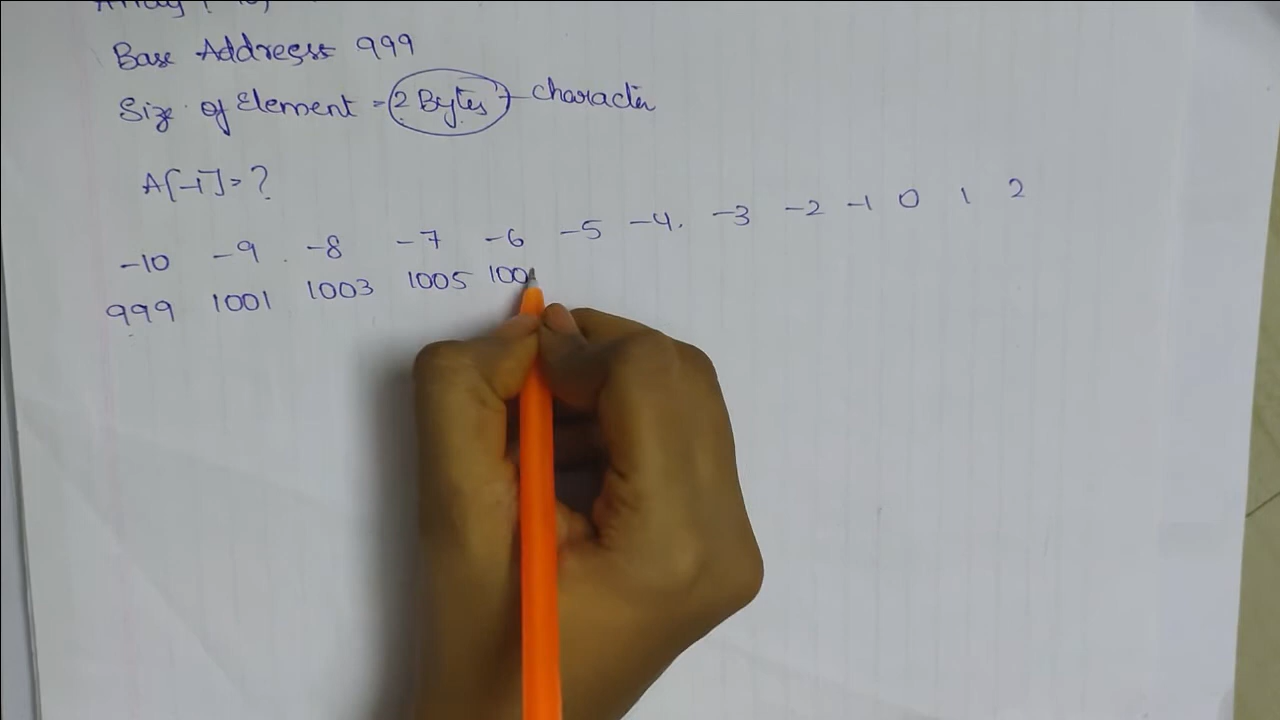 Base Address 999
Size of Element = 2 Bytes → character
A[-1] = ?
-10 -9 -8 -7 -6 -5 -4 -3 -2 -1 0 1 2
999 1001 1003 1005